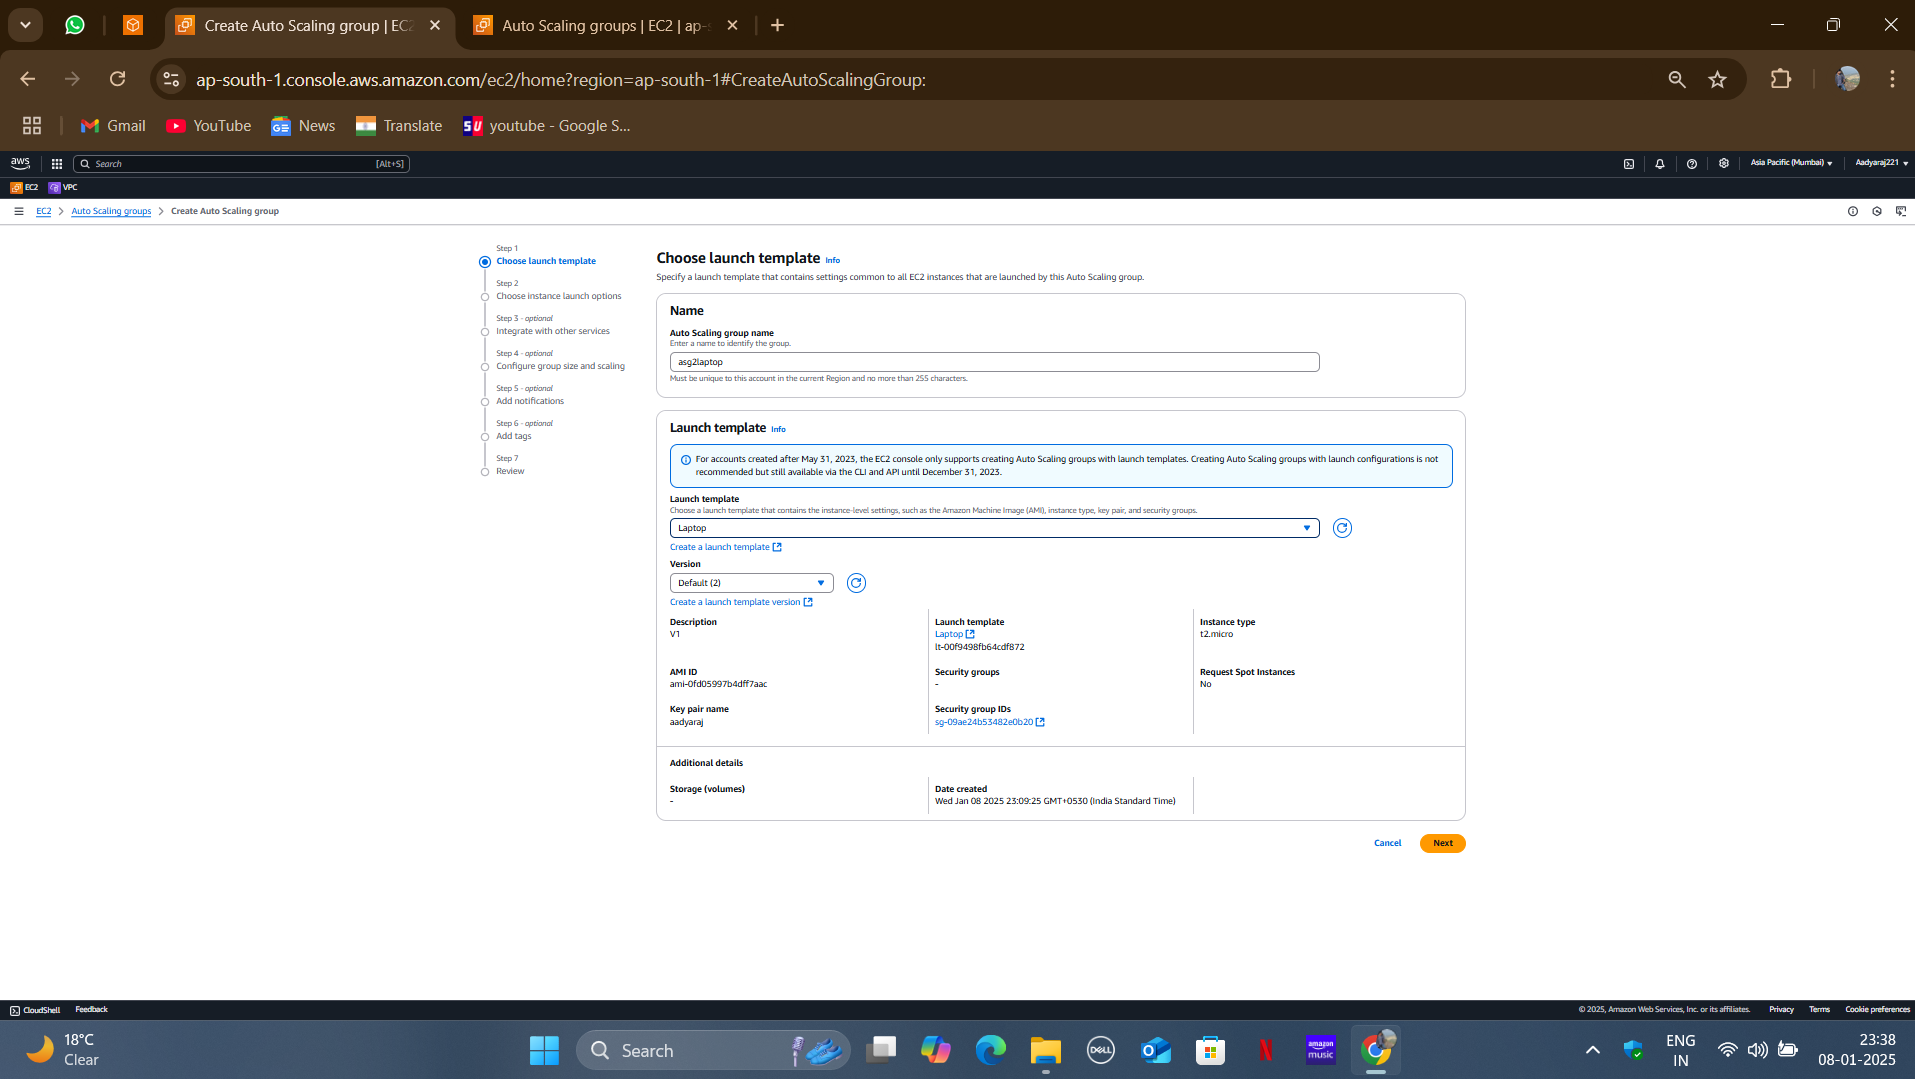 Create Auto Scaling group | EC2
Auto Scaling groups | EC2 | ap-s
ap-south-1.console.aws.amazon.com/ec2/home?region=ap-south-1#CreateAutoScalingGroup:
Gmail
YouTube
News
Translate
SU
youtube - Google S...
aws
Search
[Alt+S]
Asia Pacific (Mumbai)
Aadyaraj221
EC2
VPC
EC2
Auto Scaling groups
Create Auto Scaling group
Step 1
Choose launch template
Step 2
Choose instance launch options
Step 3 - optional
Integrate with other services
Step 4 - optional
Configure group size and scaling
Step 5 - optional
Add notifications
Step 6 - optional
Add tags
Step 7
Review
Choose launch template Info
Specify a launch template that contains settings common to all EC2 instances that are launched by this Auto Scaling group.
Name
Auto Scaling group name
Enter a name to identify the group.
asg2laptop
Must be unique to this account in the current Region and no more than 255 characters.
Launch template Info
For accounts created after May 31, 2023, the EC2 console only supports creating Auto Scaling groups with launch templates. Creating Auto Scaling groups with launch configurations is not
recommended but still available via the CLI and API until December 31, 2023.
Launch template
Choose a launch template that contains the instance-level settings, such as the Amazon Machine Image (AMI), instance type, key pair, and security groups.
Laptop
Create a launch template
Version
Default (2)
Create a launch template version
Description
V1
Launch template
Laptop
lt-00f9498fb64cdf872
Instance type
t2.micro
AMI ID
ami-0fd05997b4dff7aac
Security groups
-
Request Spot Instances
No
Key pair name
aadyaraj
Security group IDs
sg-09ae24b53482e0b20
Additional details
Storage (volumes)
-
Date created
Wed Jan 08 2025 23:09:25 GMT+0530 (India Standard Time)
Cancel
Next
CloudShell
Feedback
© 2025, Amazon Web Services, Inc. or its affiliates.
Privacy
Terms
Cookie preferences
18°C
Clear
Search
DELL
amazon
music
ENG
IN
23:38
08-01-2025